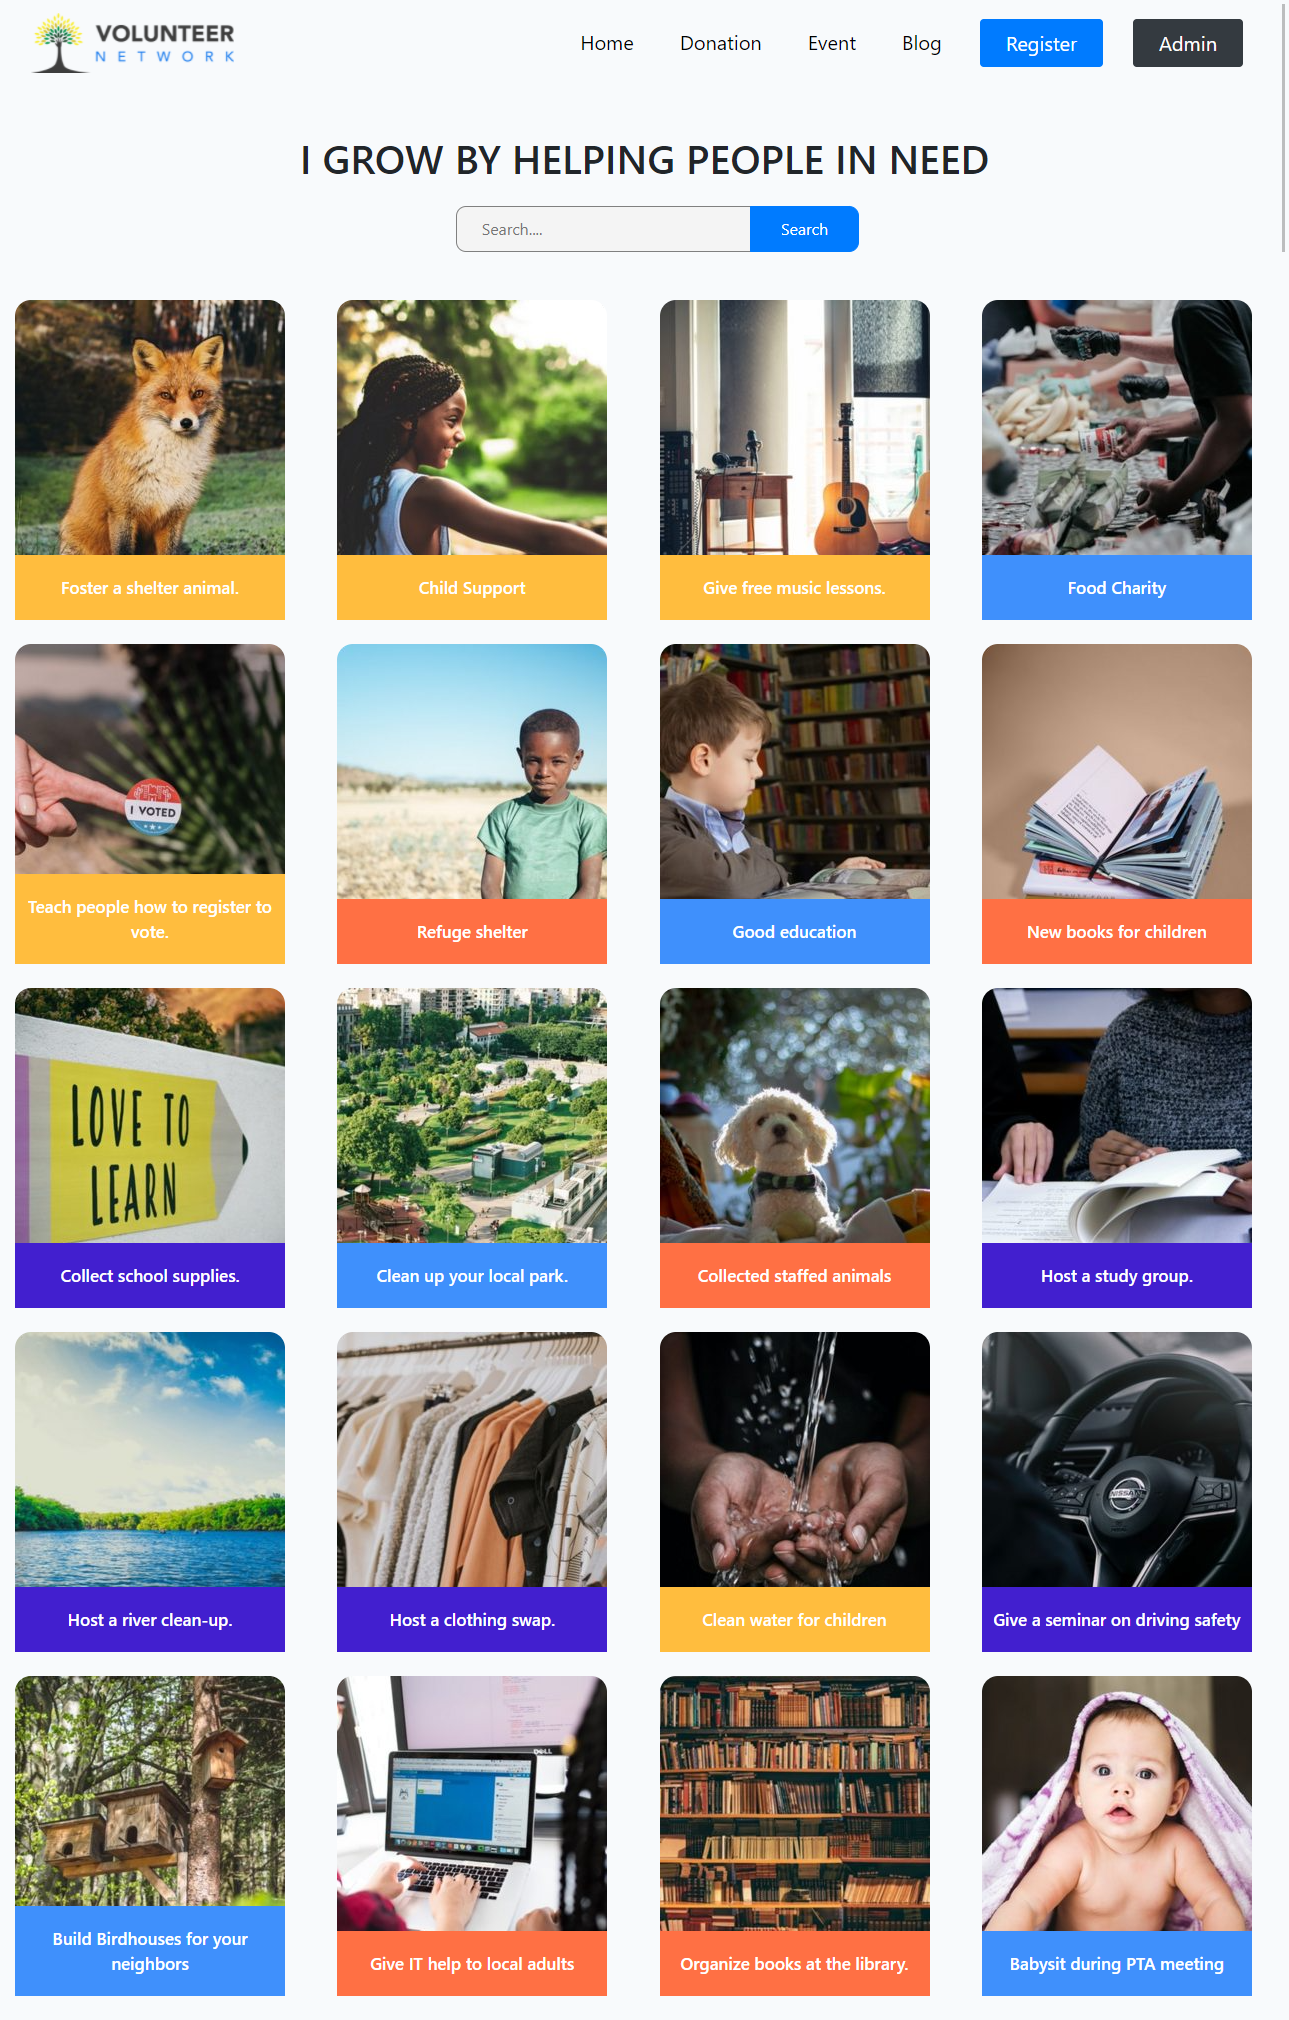 VOLUNTEER
NETWORK
Home
Donation
Event
Blog
Register
Admin
I GROW BY HELPING PEOPLE IN NEED
Search....
Search
Foster a shelter animal.
Child Support
Give free music lessons.
Food Charity
I VOTED
Teach people how to register to
vote.
Refuge shelter
Good education
New books for children
LOVE TO
LEARN
Collect school supplies.
Clean up your local park.
Collected staffed animals
Host a study group.
NISSAN
Host a river clean-up.
Host a clothing swap.
Clean water for children
Give a seminar on driving safety
DELL
Build Birdhouses for your
neighbors
Give IT help to local adults
Organize books at the library.
Babysit during PTA meeting